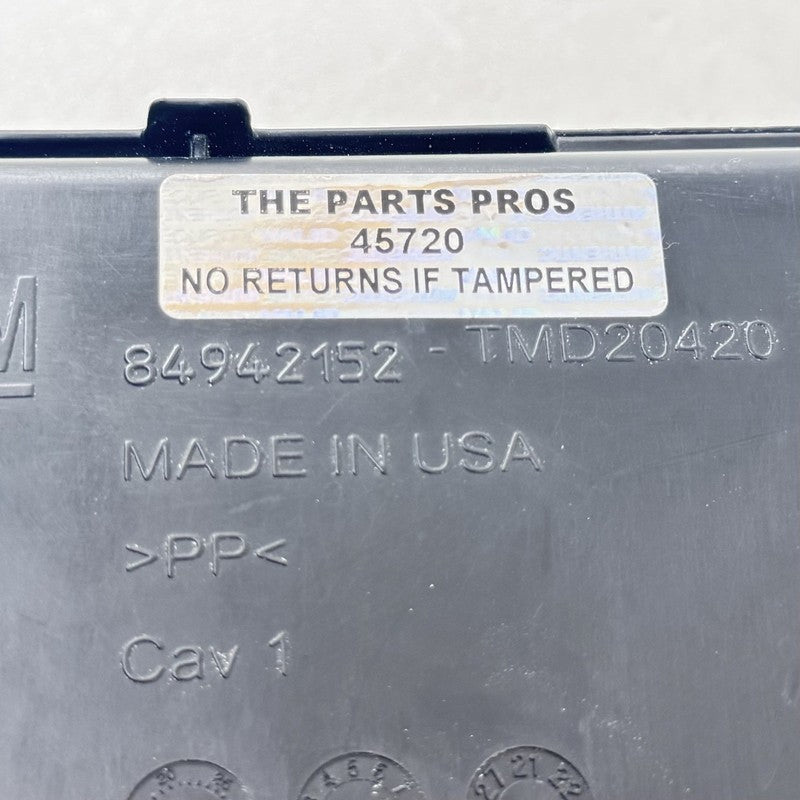 THE PARTS PROS
45720
NO RETURNS IF TAMPERED
M
84942152 - TMD20420
MADE IN USA
>PP<
Cav 1